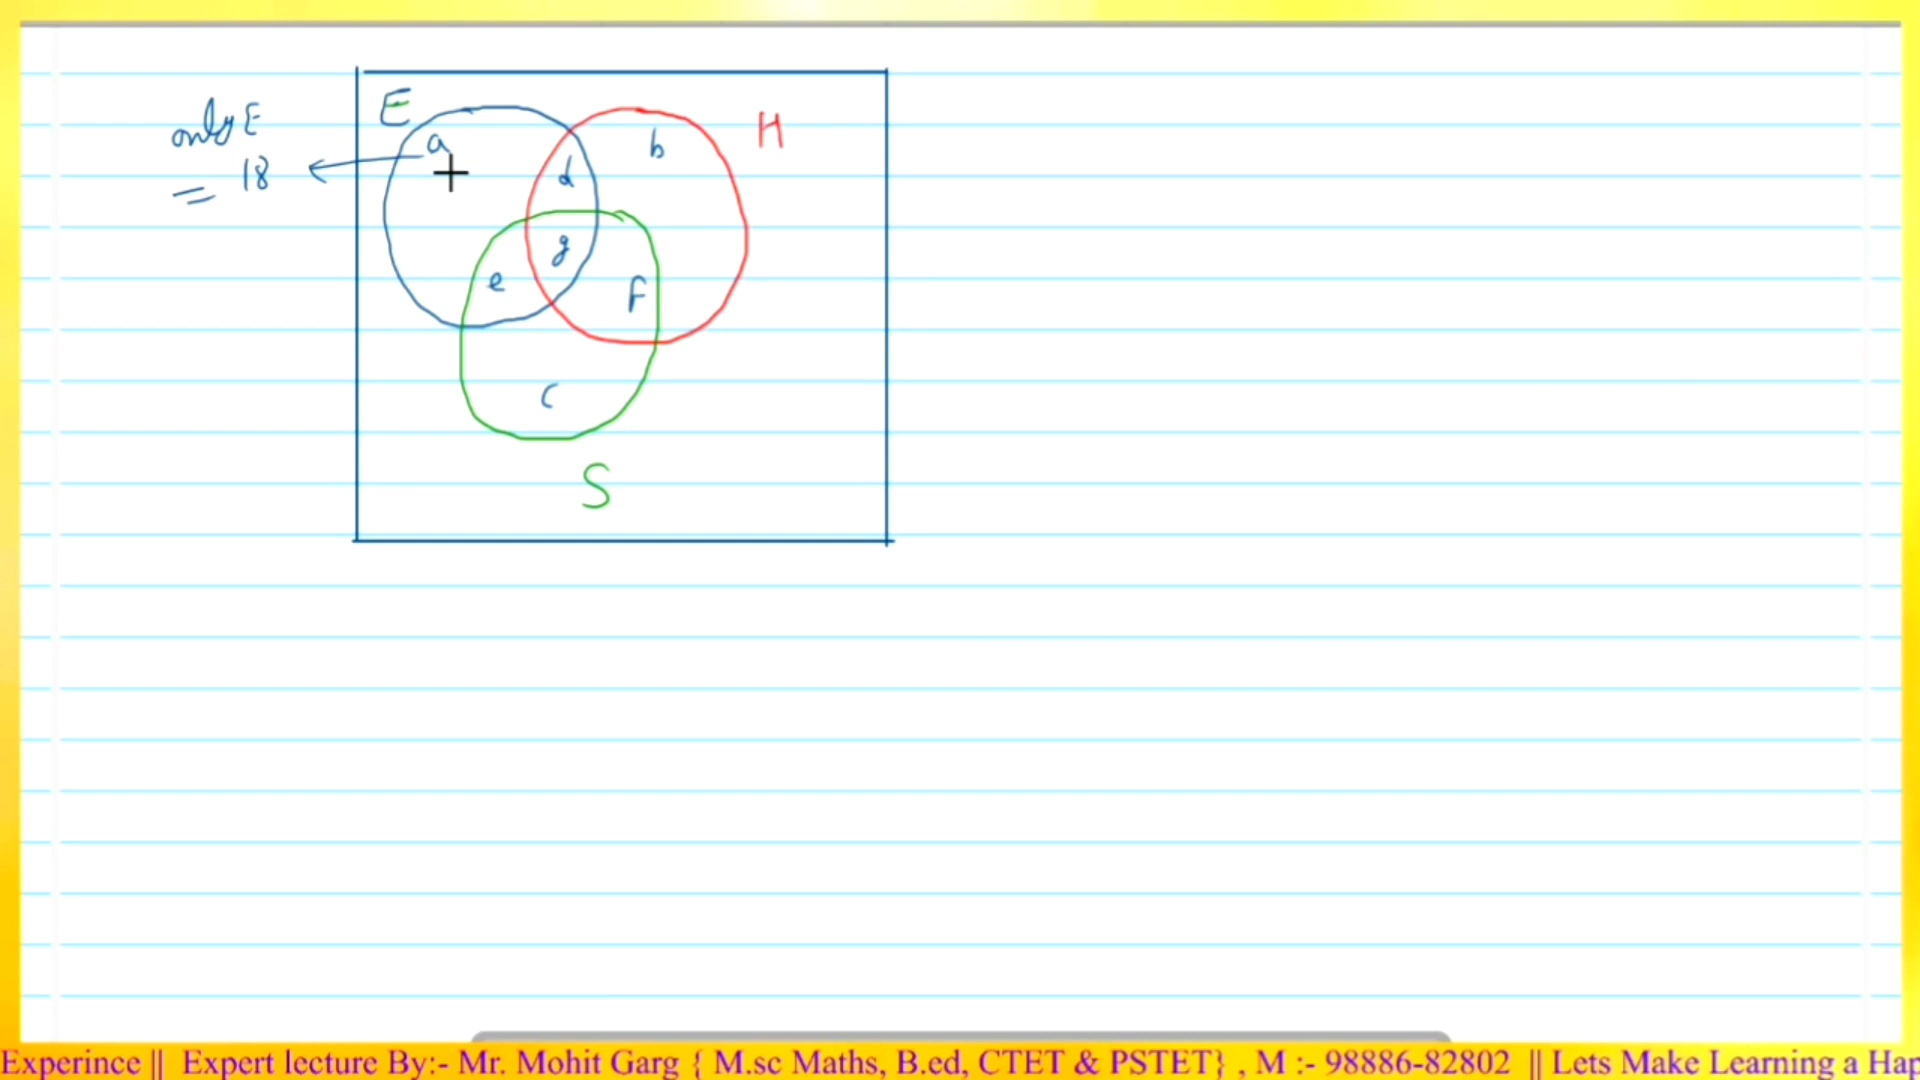 only E
= 18
E
a
d
b
H
g
e
f
c
S
Experince || Expert lecture By:- Mr. Mohit Garg { M.sc Maths, B.ed, CTET & PSTET} , M :- 98886-82802 || Lets Make Learning a Hap